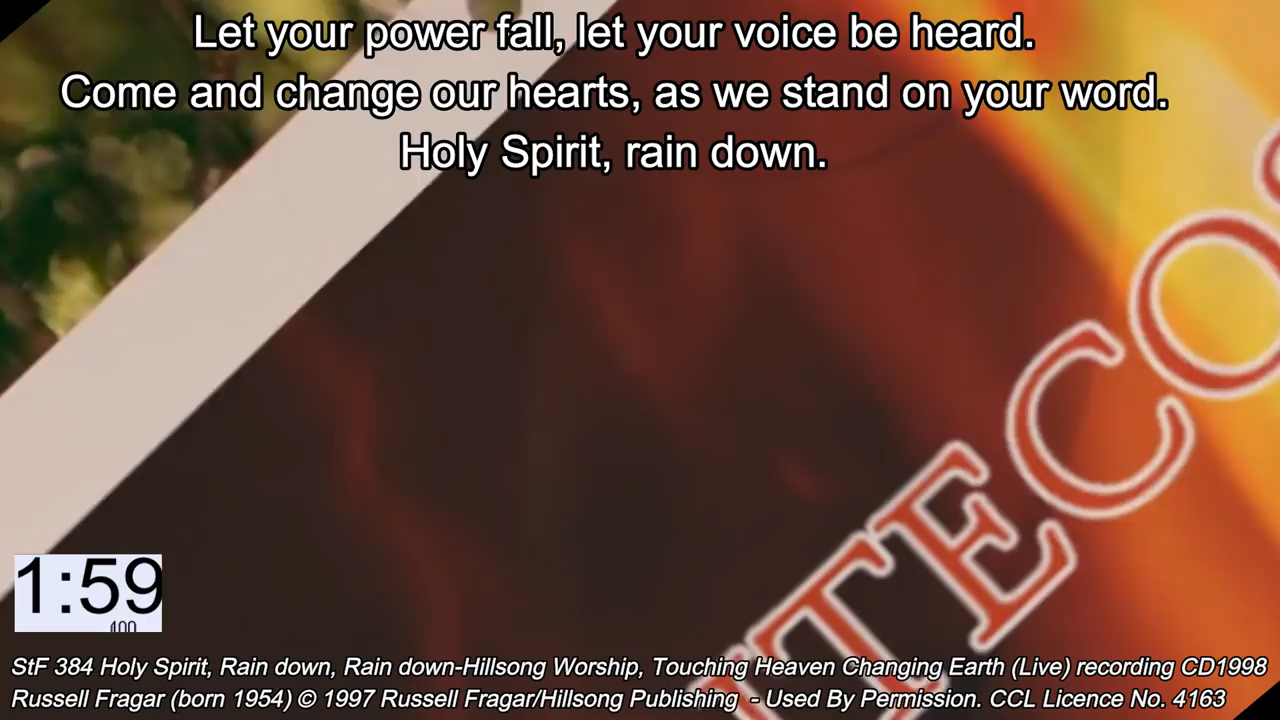 Let your power fall, let your voice be heard.
Come and change our hearts, as we stand on your word.
Holy Spirit, rain down.
TECOS
1:59
100
StF 384 Holy Spirit, Rain down, Rain down-Hillsong Worship, Touching Heaven Changing Earth (Live) recording CD1998
Russell Fragar (born 1954) © 1997 Russell Fragar/Hillsong Publishing - Used By Permission. CCL Licence No. 4163